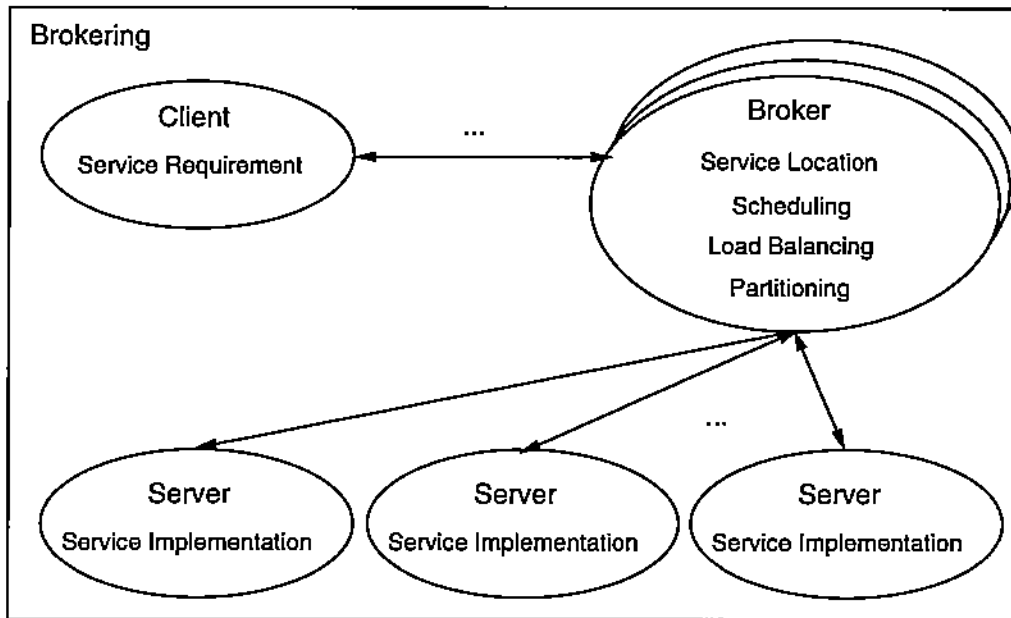 Brokering
Client
Service Requirement
...
Broker
Service Location
Scheduling
Load Balancing
Partitioning
...
Server
Service Implementation
Server
Service Implementation
Server
Service Implementation